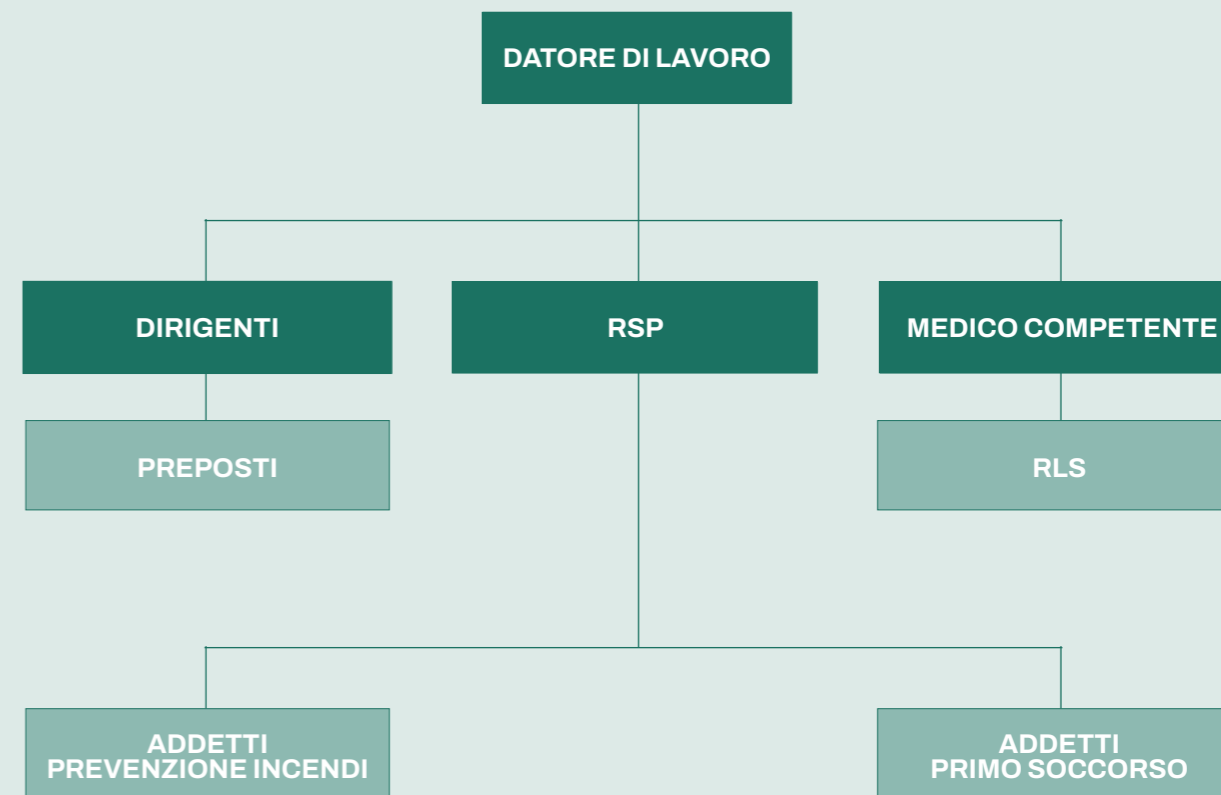 DATORE DI LAVORO
DIRIGENTI
RSP
MEDICO COMPETENTE
PREPOSTI
RLS
ADDETTI
PREVENZIONE INCENDI
ADDETTI
PRIMO SOCCORSO